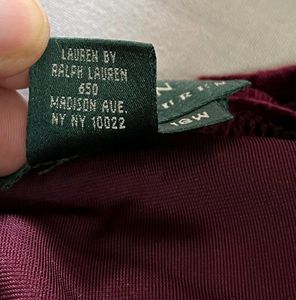 LAUREN BY
RALPH LAUREN
650
MADISON AVE.
NY NY 10022